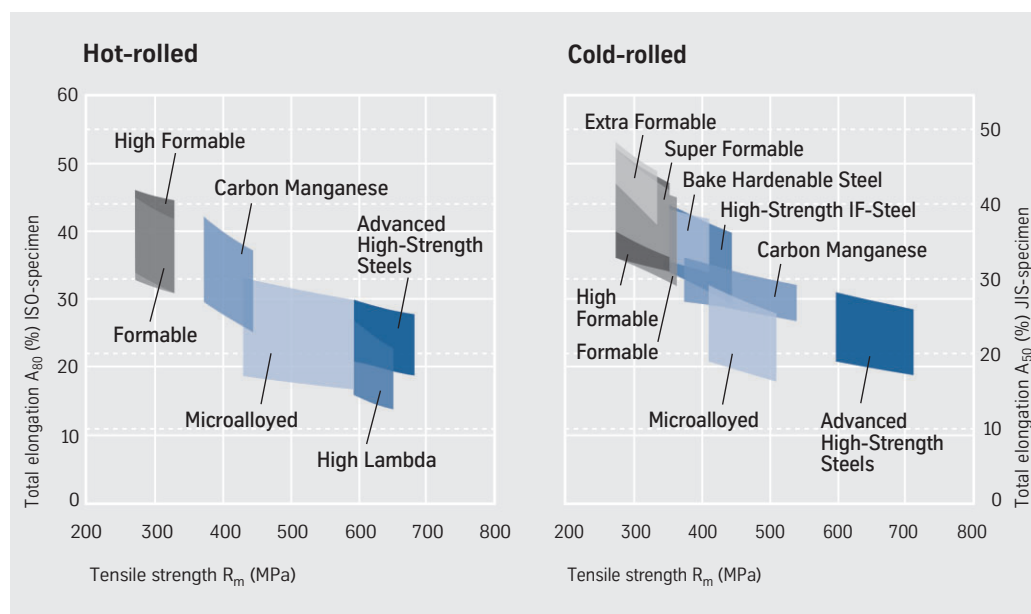 Hot-rolled
Total elongation A80 (%) ISO-specimen
60
50
40
30
20
10
0
High Formable
Carbon Manganese
Advanced
High-Strength
Steels
Formable
Microalloyed
High Lambda
200
300
400
500
600
700
800
Tensile strength Rm (MPa)
Cold-rolled
Extra Formable
Super Formable
Bake Hardenable Steel
High-Strength IF-Steel
Carbon Manganese
High
Formable
Formable
Microalloyed
Advanced
High-Strength
Steels
50
40
30
20
10
0
Total elongation A50 (%) JIS-specimen
200
300
400
500
600
700
800
Tensile strength Rm (MPa)